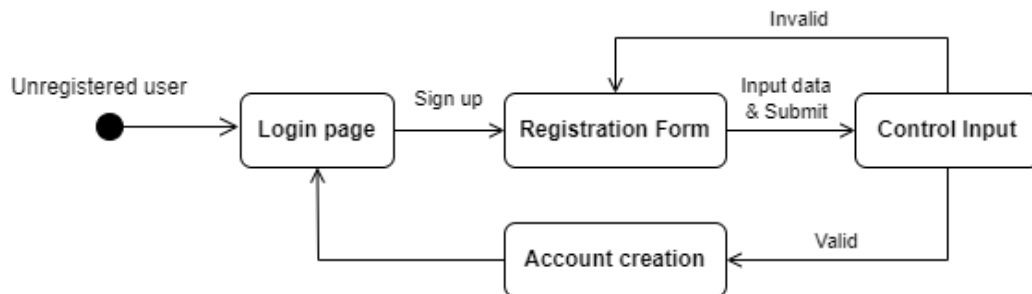 Invalid
Unregistered user
Sign up
Input data
& Submit
Login page
Registration Form
Control Input
Account creation
Valid